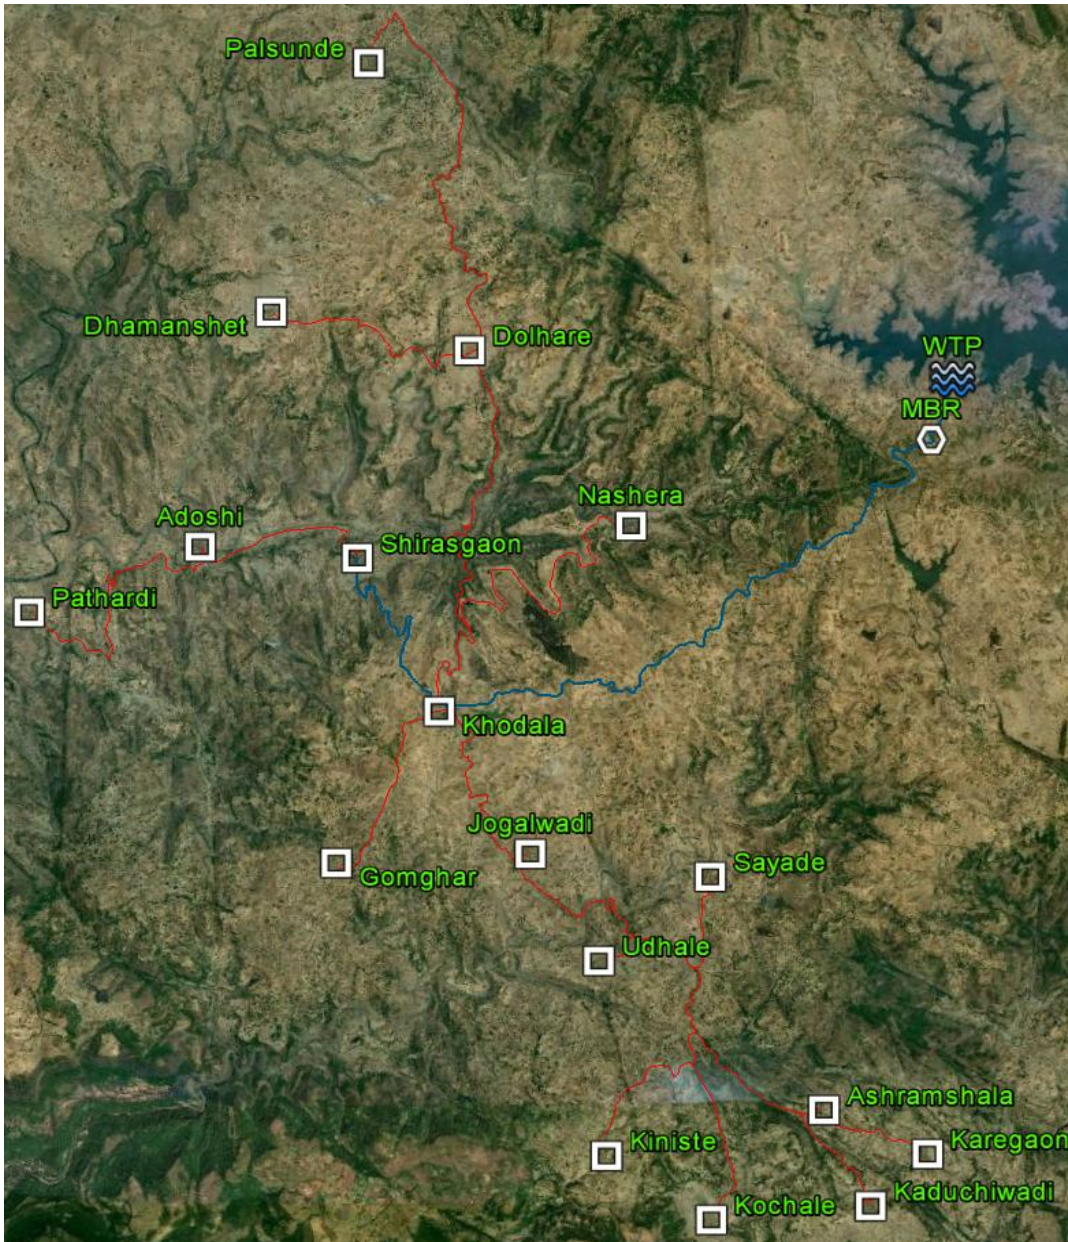 Palsunde
Dhamanshet
Dolhare
WTP
MBR
Nashera
Adoshi
Shirasgaon
Pathardi
Khodala
Jogalwadi
Sayade
Gomghar
Udhale
Ashramshala
Kiniste
Karegaon
Kaduchiwadi
Kochale